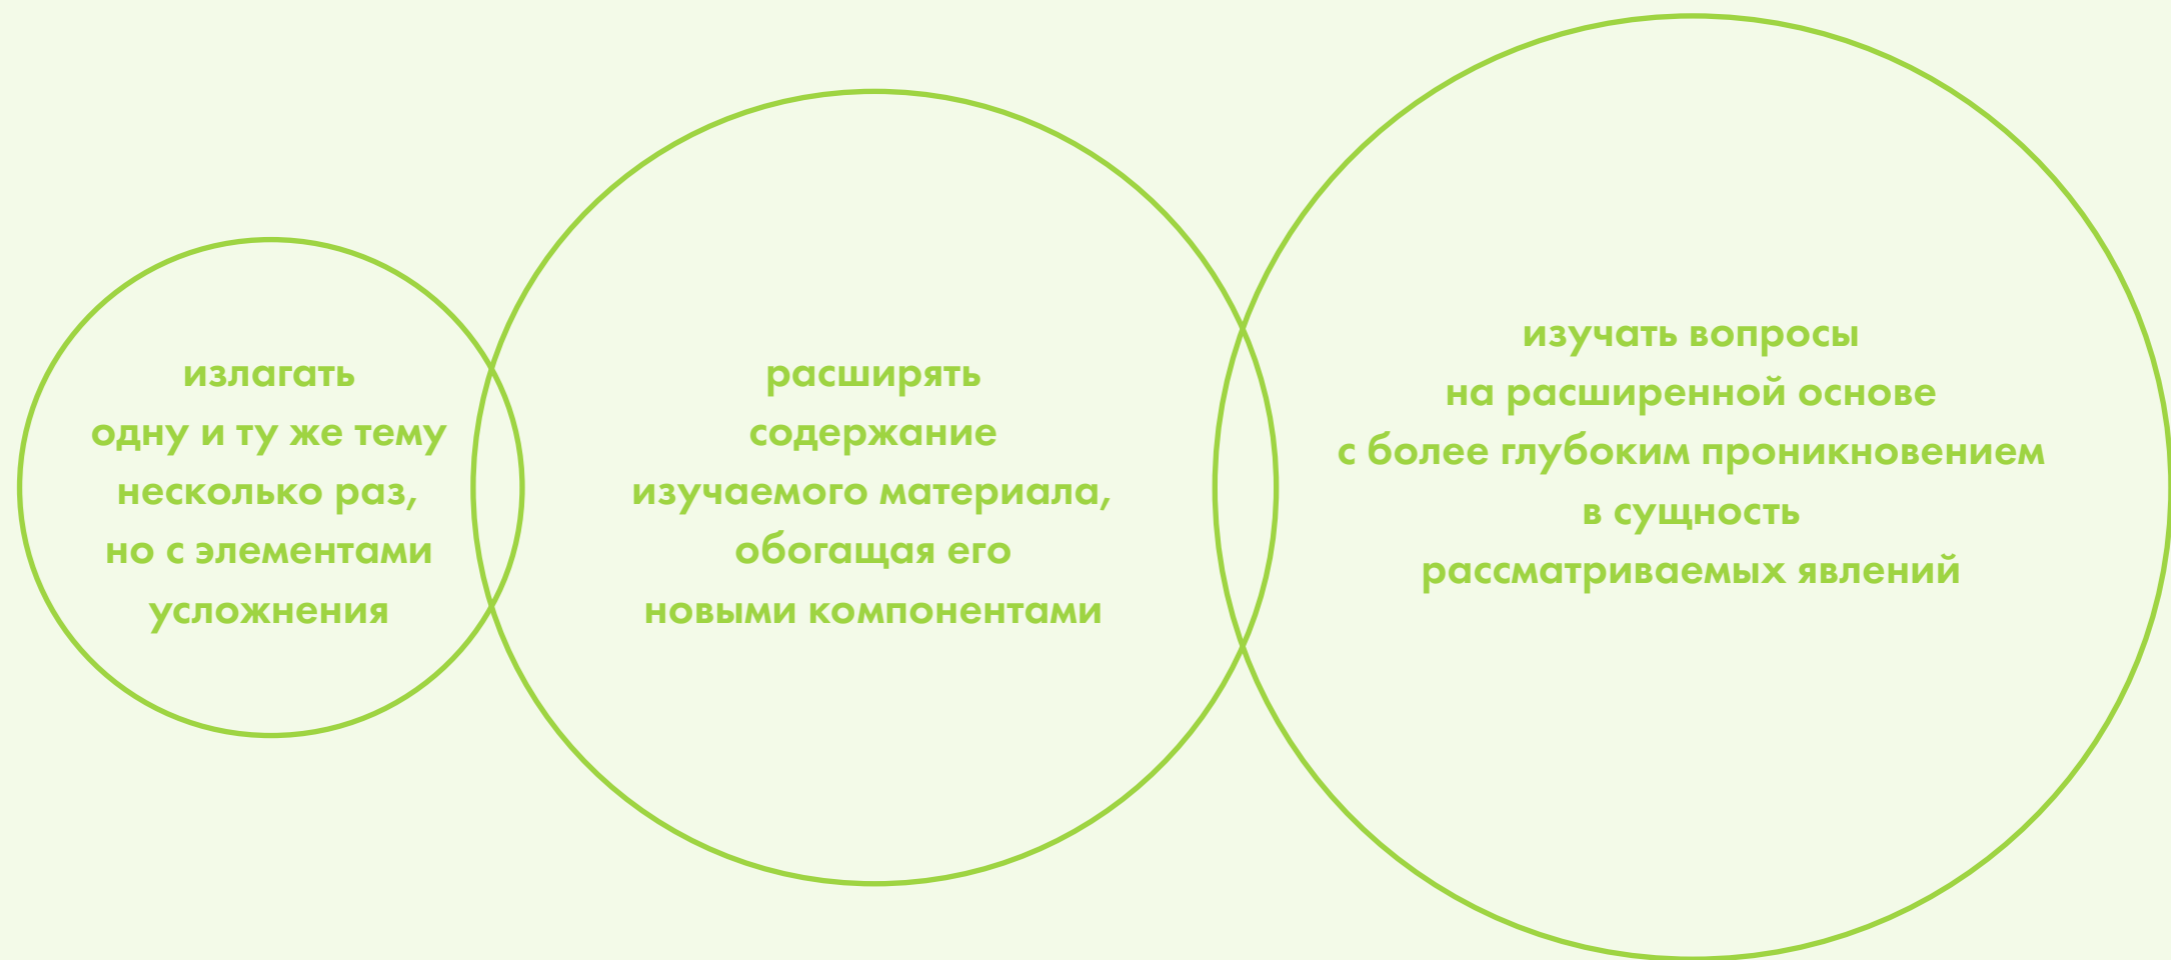 излагать
одну и ту же тему
несколько раз,
но с элементами
усложнения
расширять
содержание
изучаемого материала,
обогащая его
новыми компонентами
изучать вопросы
на расширенной основе
с более глубоким проникновением
в сущность
рассматриваемых явлений